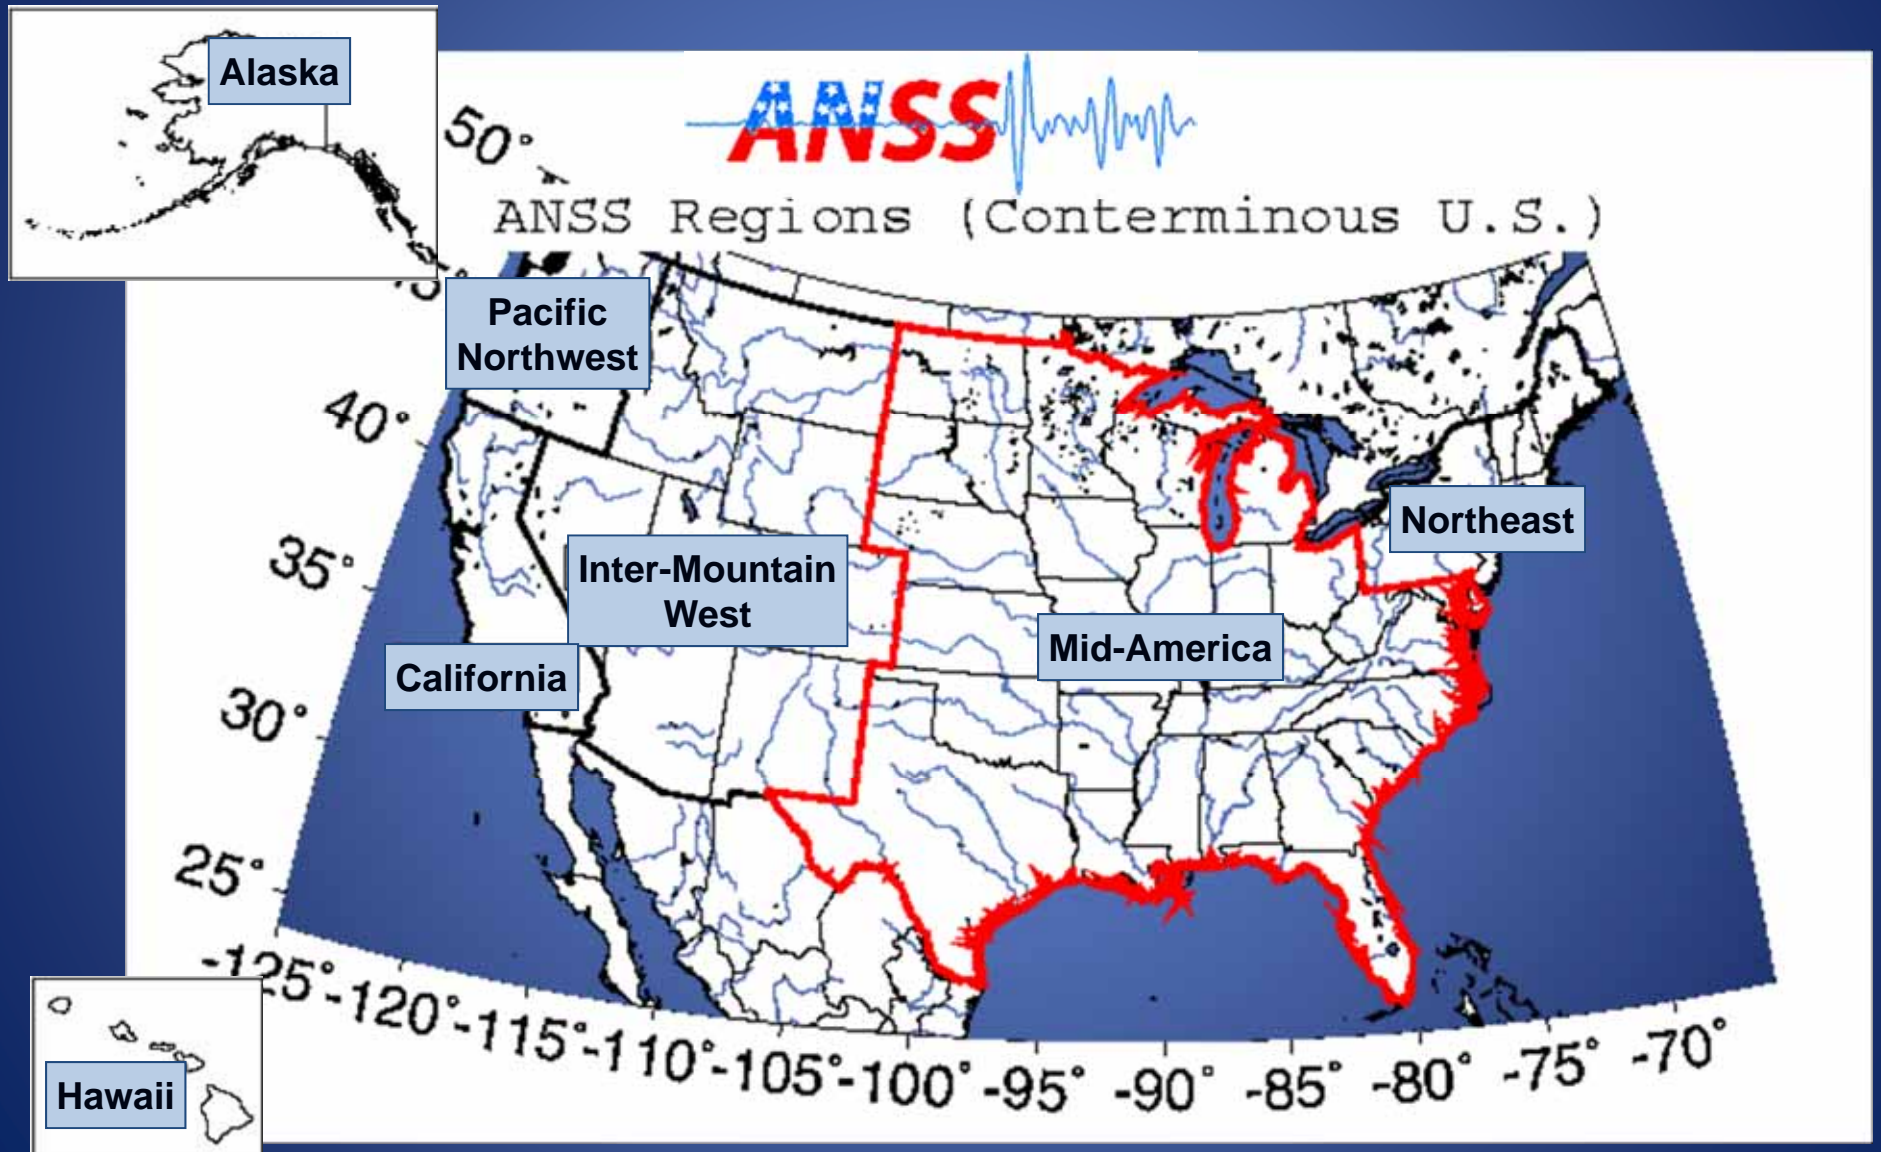 Alaska
ANSS
ANSS Regions (Conterminous U.S.)
50°
Pacific
Northwest
40°
Northeast
35°
Inter-Mountain
West
Mid-America
California
30°
25°
-125° -120° -115° -110° -105° -100° -95° -90° -85° -80° -75° -70°
Hawaii